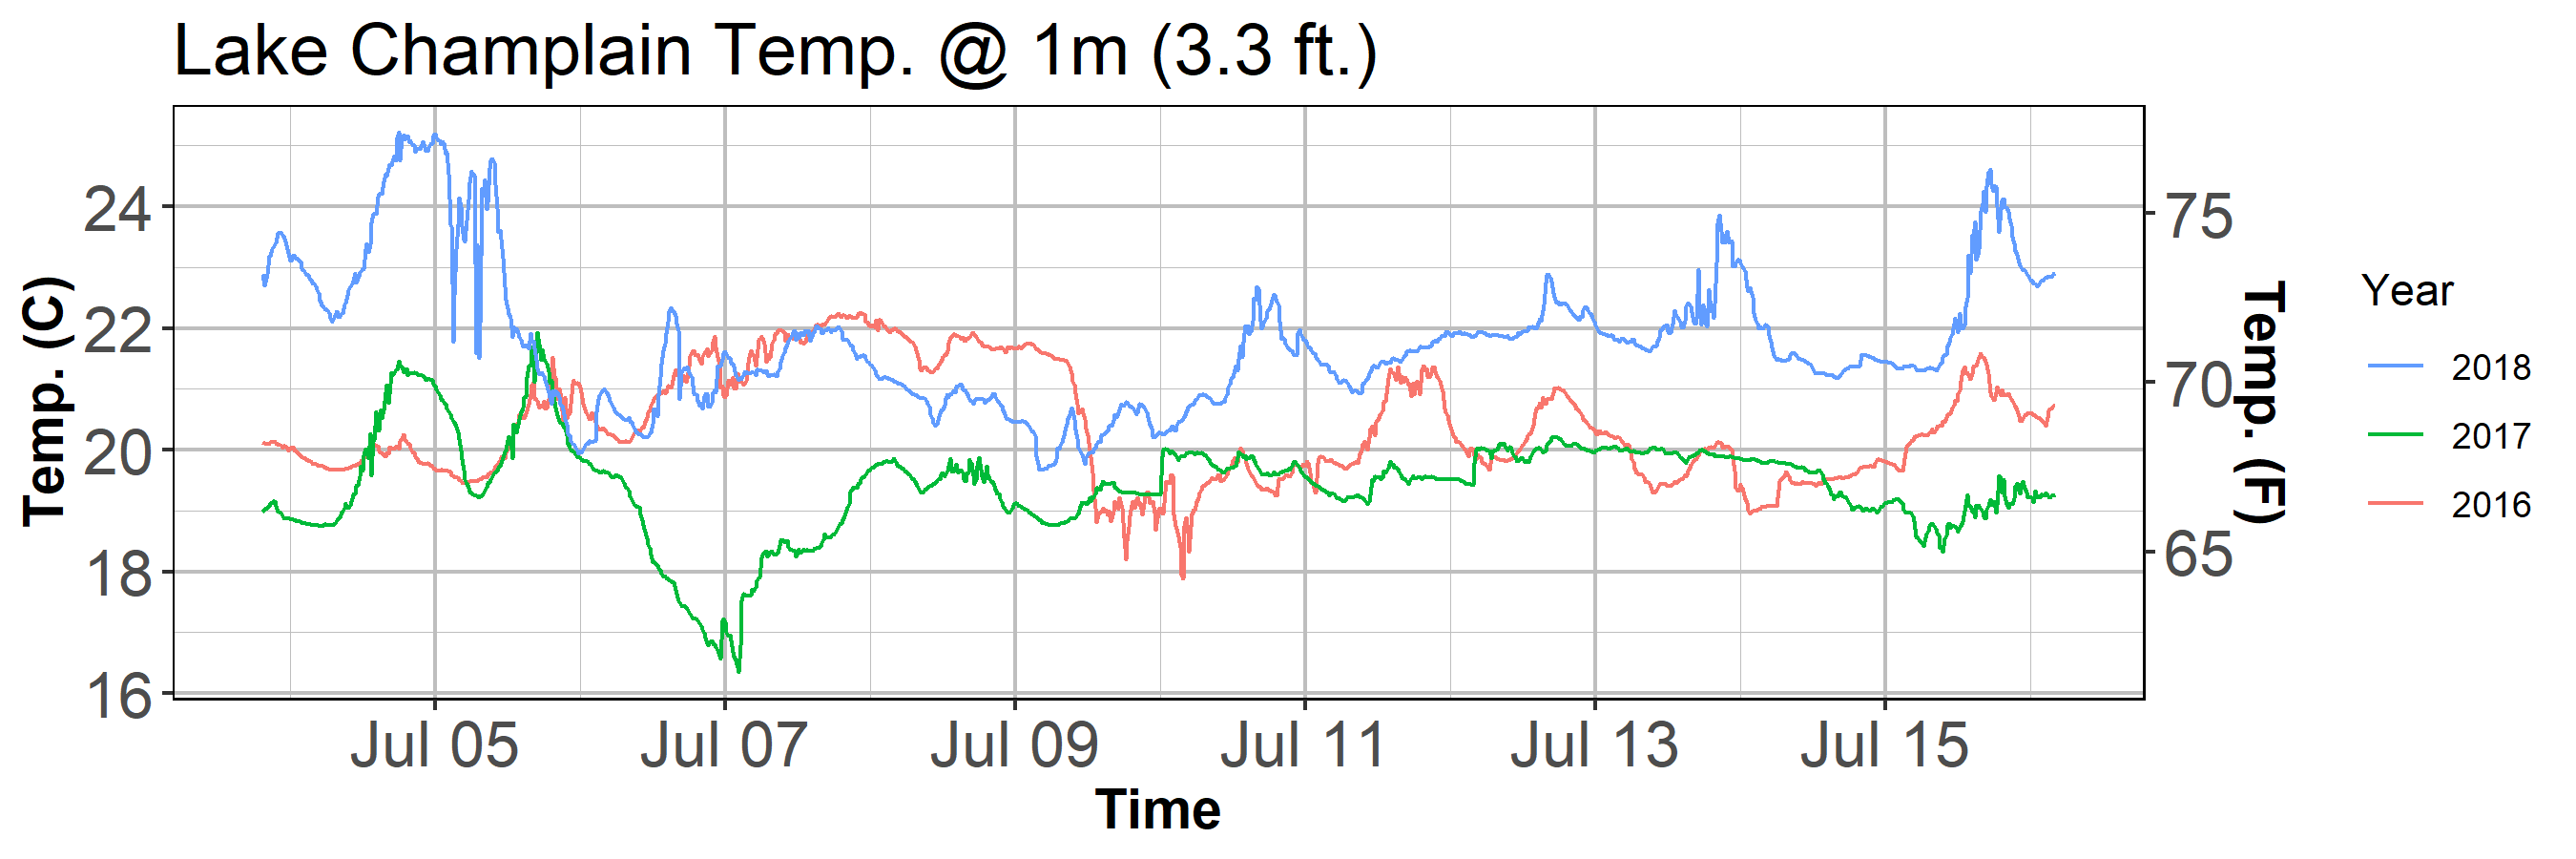 Lake Champlain Temp. @ 1m (3.3 ft.)
Temp. (C)
24
22
20
18
16
75
70
65
Temp. (F)
Jul 05 Jul 07 Jul 09 Jul 11 Jul 13 Jul 15
Time
Year
2018
2017
2016